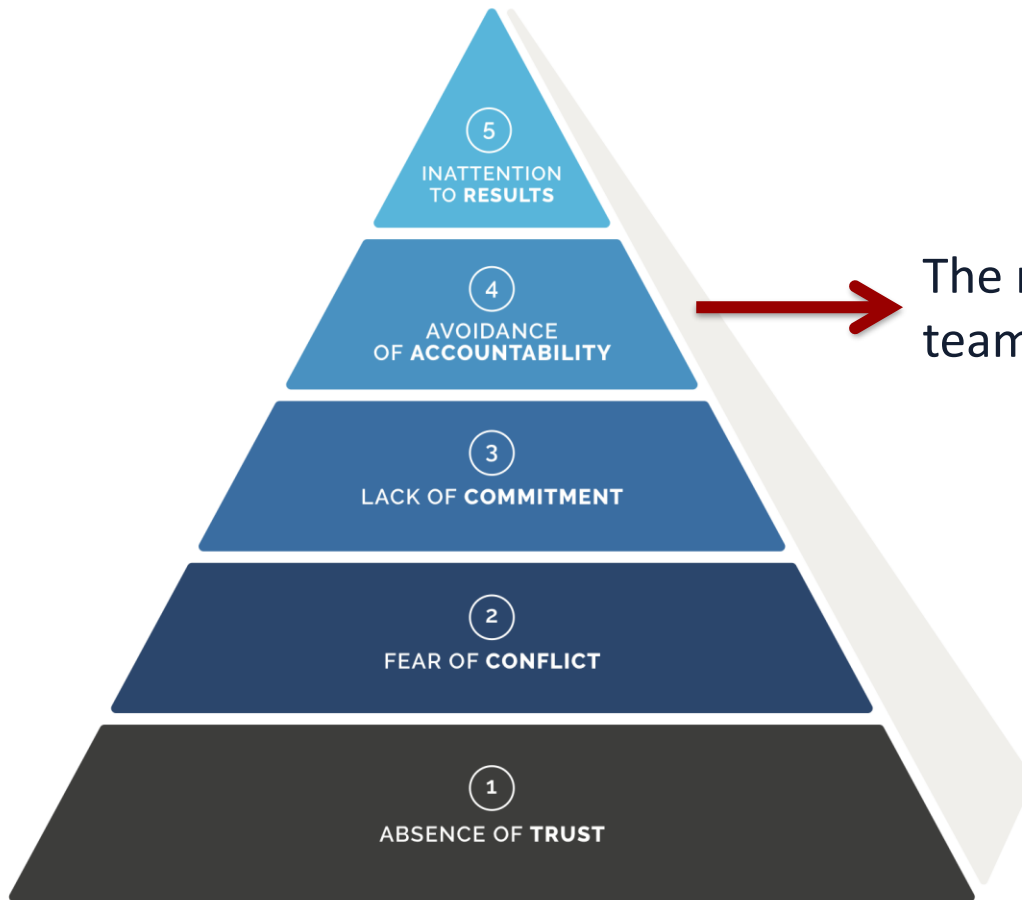 5
INATTENTION
TO RESULTS
4
AVOIDANCE
OF ACCOUNTABILITY
The
team
3
LACK OF COMMITMENT
2
FEAR OF CONFLICT
1
ABSENCE OF TRUST